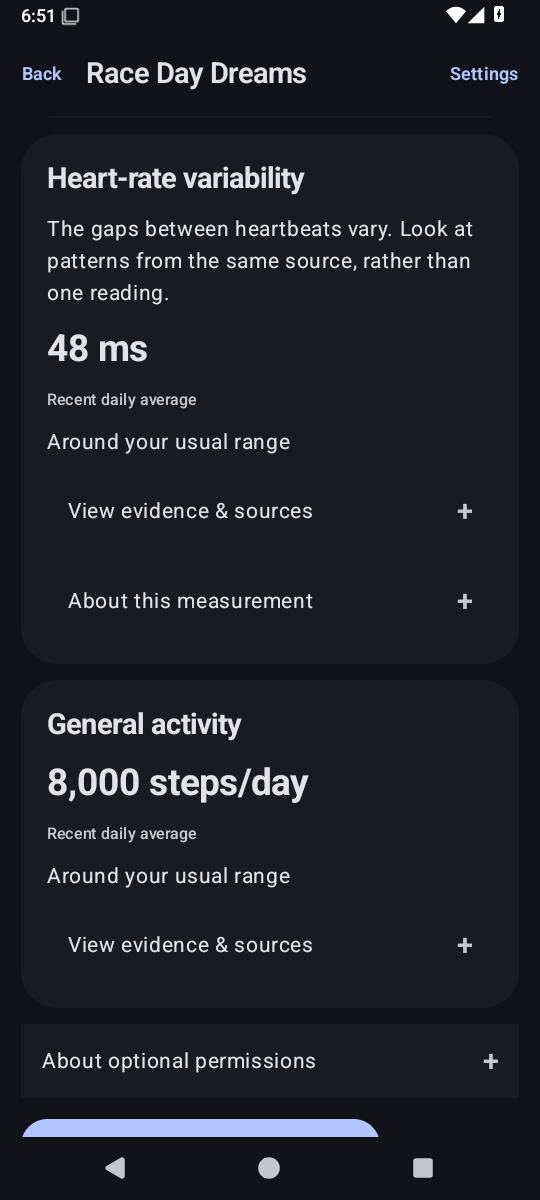 6:51
Back Race Day Dreams Settings
Heart-rate variability
The gaps between heartbeats vary. Look at
patterns from the same source, rather than
one reading.
48 ms
Recent daily average
Around your usual range
View evidence & sources +
About this measurement +
General activity
8,000 steps/day
Recent daily average
Around your usual range
View evidence & sources +
About optional permissions +